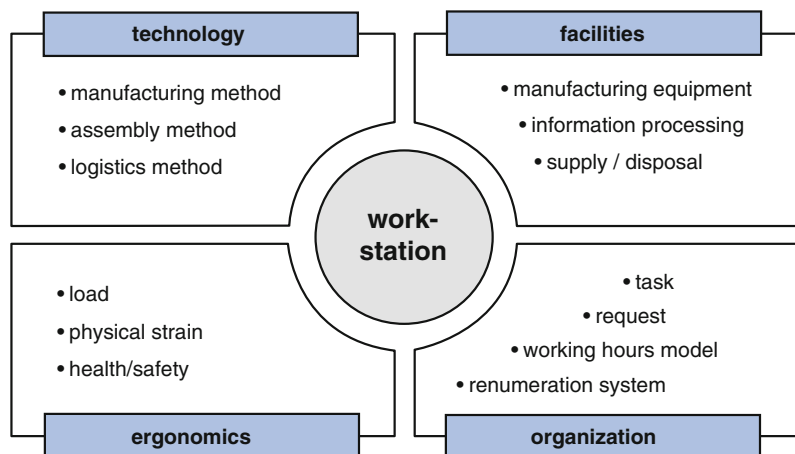 technology
• manufacturing method
• assembly method
• logistics method
facilities
• manufacturing equipment
• information processing
• supply / disposal
work-
station
• load
• physical strain
• health/safety
ergonomics
• task
• request
• working hours model
• renumeration system
organization